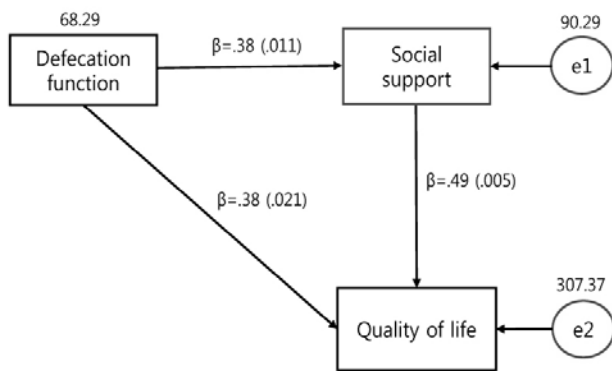 68.29
Defecation
function
β=.38 (.011)
Social
support
90.29
e1
β=.38 (.021)
β=.49 (.005)
Quality of life
307.37
e2